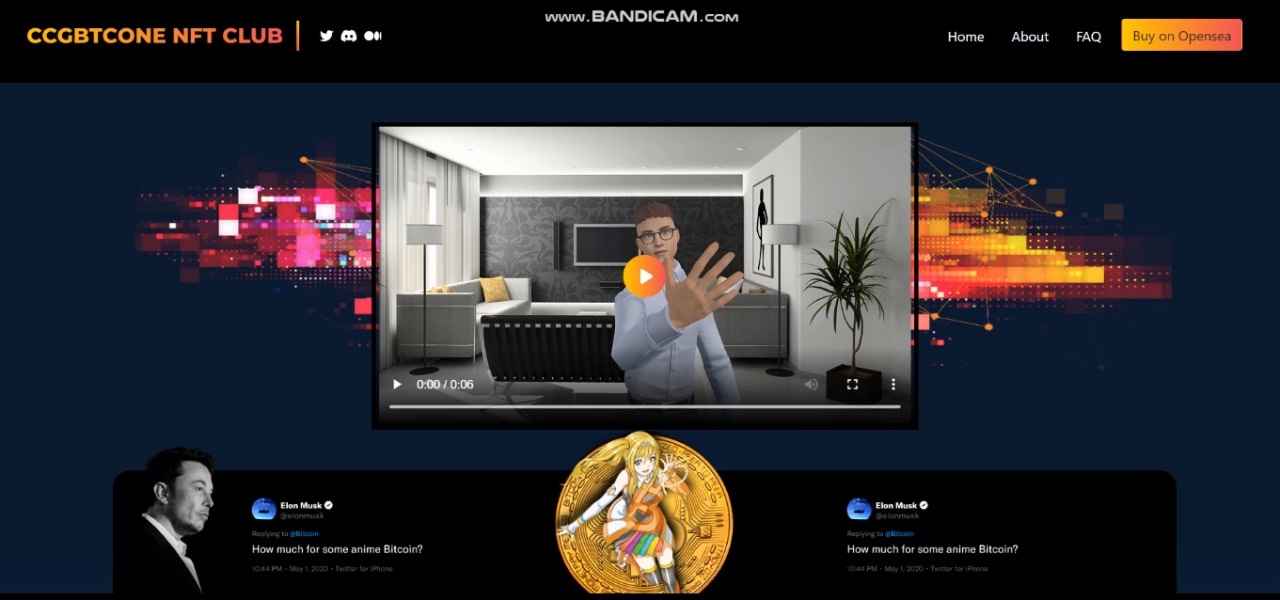 www.BANDICAM.com
CCGBTCONE NFT CLUB
Home About FAQ Buy on Opensea
0:00 / 0:06
Elon Musk
@elonmusk
Replying to @Bitcoin
How much for some anime Bitcoin?
10:44 PM · May 1, 2020 · Twitter for iPhone
Elon Musk
@elonmusk
Replying to @Bitcoin
How much for some anime Bitcoin?
10:44 PM · May 1, 2020 · Twitter for iPhone